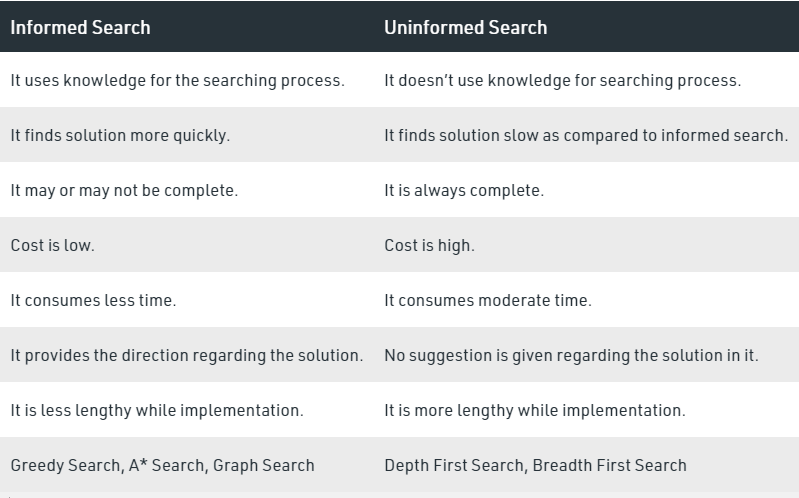 Informed Search Uninformed Search
It uses knowledge for the searching process. It doesn't use knowledge for searching process.
It finds solution more quickly. It finds solution slow as compared to informed search.
It may or may not be complete. It is always complete.
Cost is low. Cost is high.
It consumes less time. It consumes moderate time.
It provides the direction regarding the solution. No suggestion is given regarding the solution in it.
It is less lengthy while implementation. It is more lengthy while implementation.
Greedy Search, A* Search, Graph Search Depth First Search, Breadth First Search